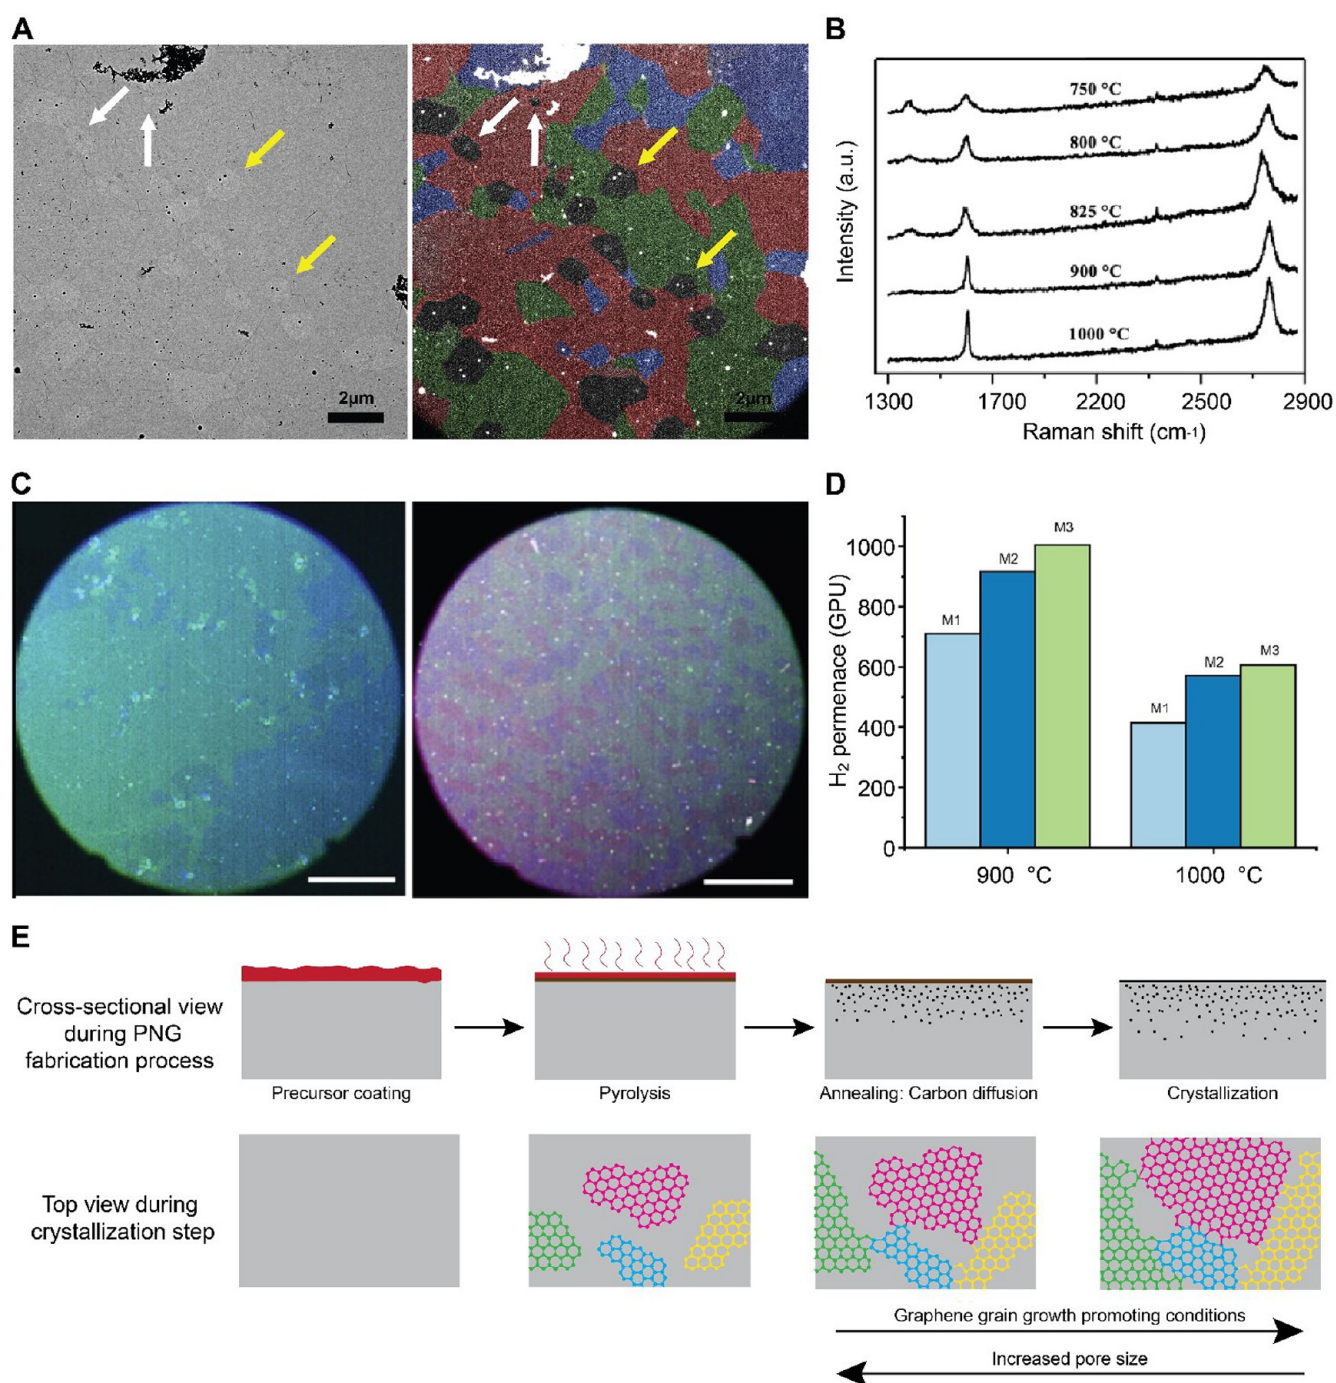 A
2μm
2μm
B
750 °C
800 °C
825 °C
900 °C
1000 °C
Intensity (a.u.)
1300
1700
2200
2500
2900
Raman shift (cm-1)
C
D
H2 permenace (GPU)
1000
800
600
400
200
0
M1
M2
M3
M1
M2
M3
900 °C
1000 °C
E
Cross-sectional view
during PNG
fabrication process
Precursor coating
Pyrolysis
Annealing: Carbon diffusion
Crystallization
Top view during
crystallization step
Graphene grain growth promoting conditions
Increased pore size